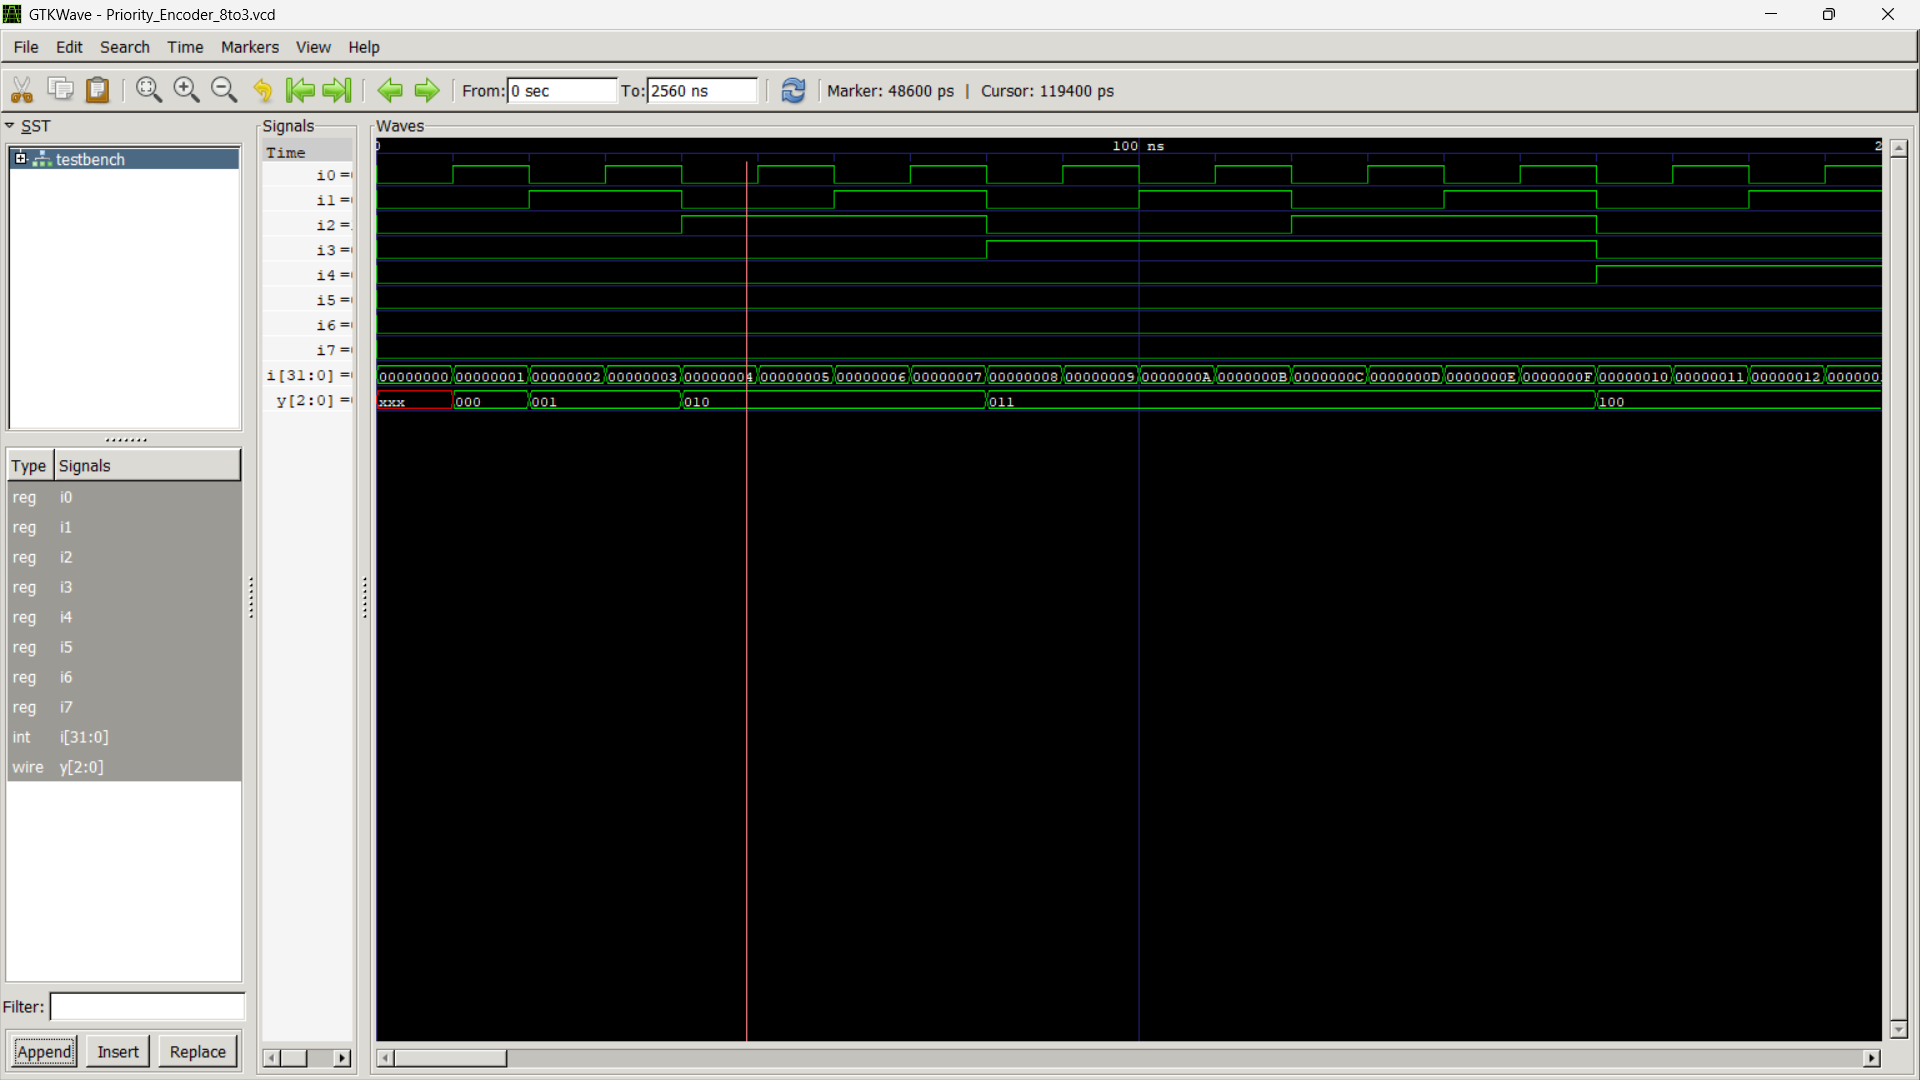 GTKWave - Priority_Encoder_8to3.vcd
File Edit Search Time Markers View Help
From: 0 sec To: 2560 ns Marker: 48600 ps | Cursor: 119400 ps
SST
testbench
Type Signals
reg i0
reg i1
reg i2
reg i3
reg i4
reg i5
reg i6
reg i7
int i[31:0]
wire y[2:0]
Filter:
Append Insert Replace
Signals
Time
i0 =
i1 =
i2 =
i3 =
i4 =
i5 =
i6 =
i7 =
i[31:0] =
y[2:0] =
Waves
0 100 ns 2
00000000 00000001 00000002 00000003 00000004 00000005 00000006 00000007 00000008 00000009 0000000A 0000000B 0000000C 0000000D 0000000E 0000000F 00000010 00000011 00000012 000000
xxx 000 001 010 011 100